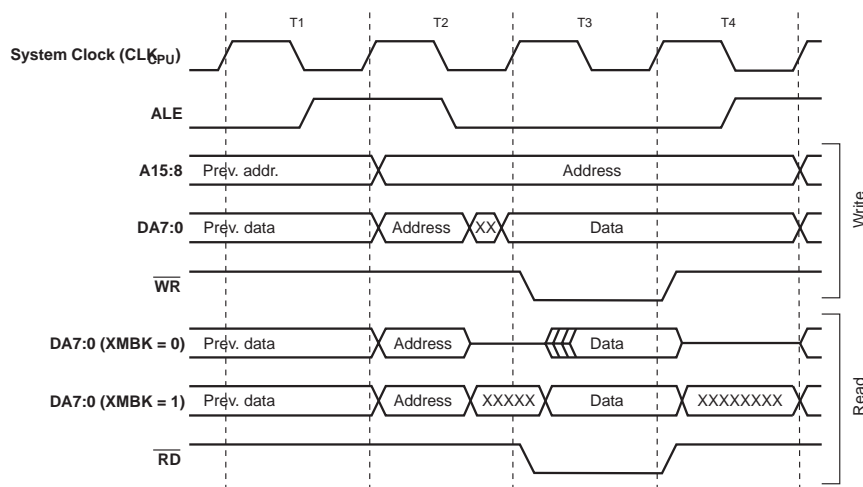 T1 T2 T3 T4
System Clock (CLKCPU)
ALE
A15:8 Prev. addr. Address
DA7:0 Prev. data Address XX Data
WR
Write
DA7:0 (XMBK = 0) Prev. data Address Data
DA7:0 (XMBK = 1) Prev. data Address XXXXX Data XXXXXXXX
RD
Read